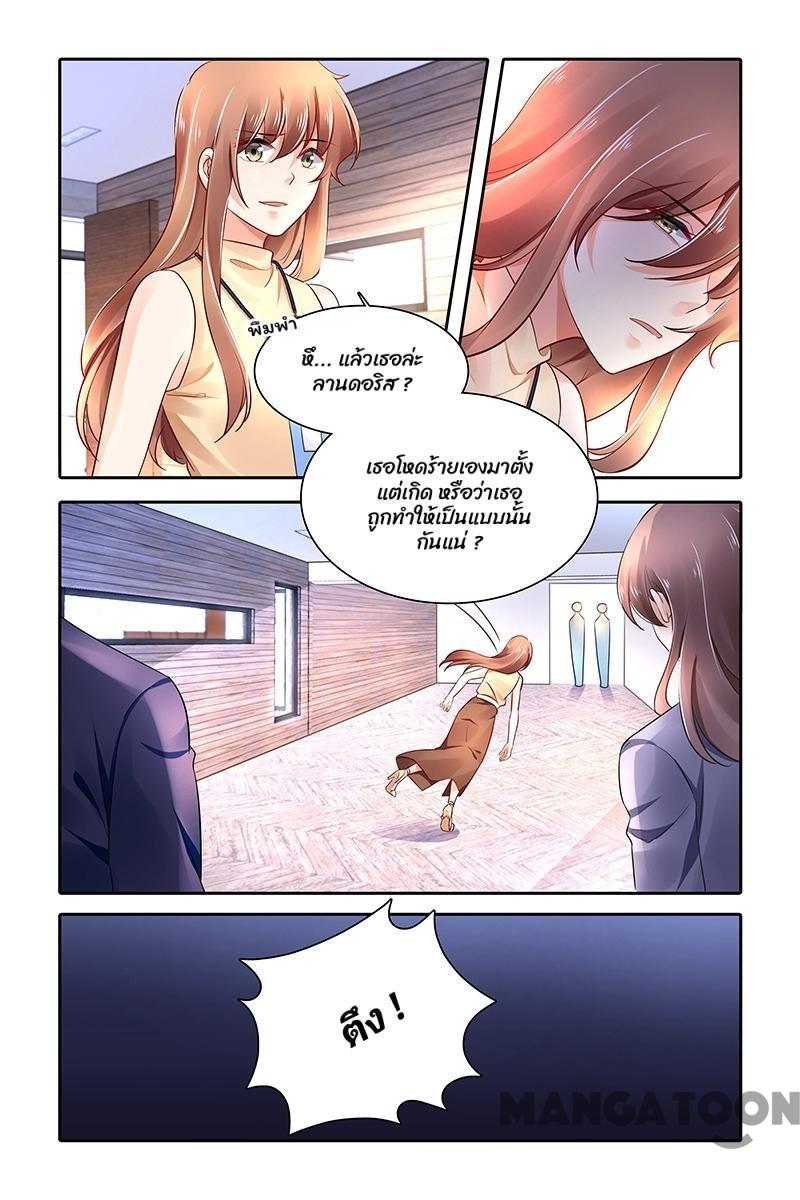 พึมพำ
หึ... แล้วเธอล่ะ
ลานดอริส ?
เธอโหดร้ายเองมาตั้ง
แต่เกิด หรือว่าเธอ
ถูกทำให้เป็นแบบนั้น
กันแน่ ?
ตึง !
MANGATOON